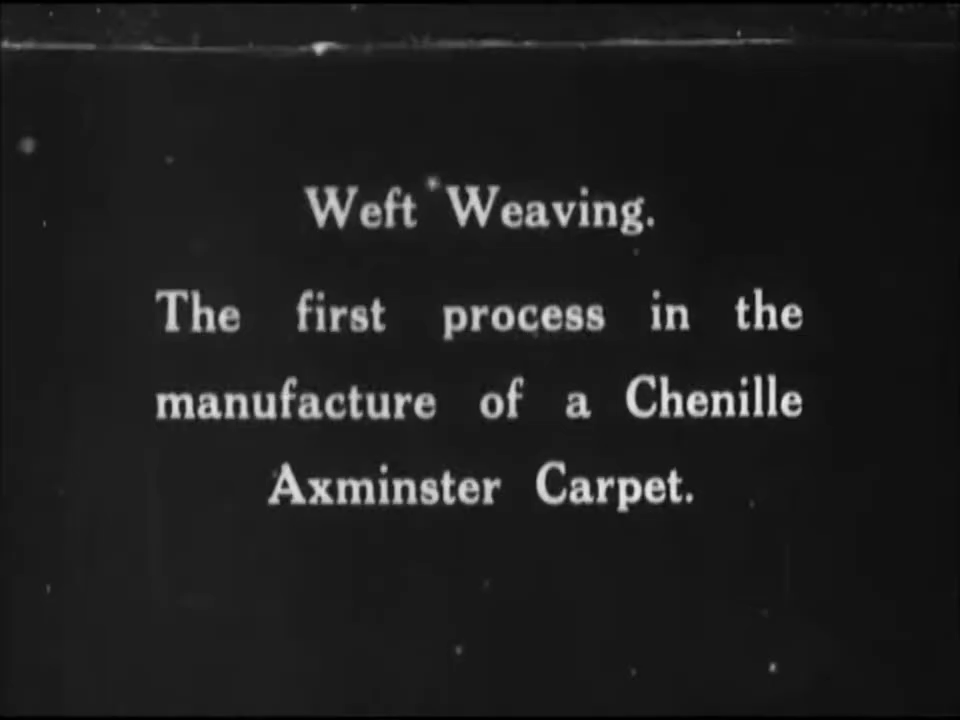 Weft Weaving.
The first process in the
manufacture of a Chenille
Axminster Carpet.